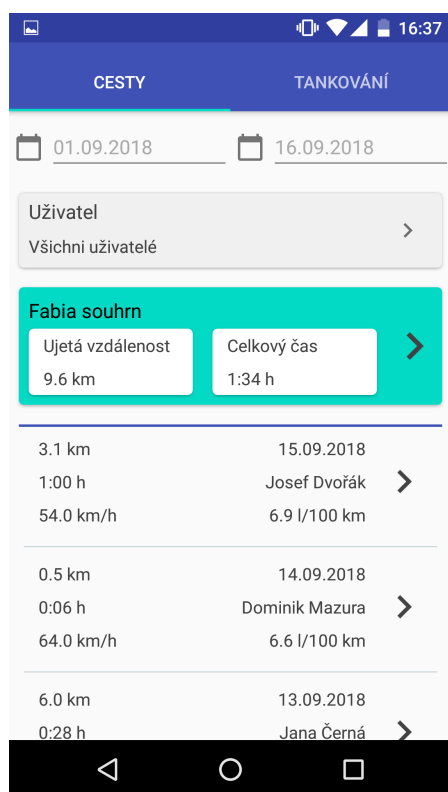 16:37
CESTY TANKOVÁNÍ
01.09.2018 16.09.2018
Uživatel
Všichni uživatelé
Fabia souhrn
Ujetá vzdálenost Celkový čas
9.6 km 1:34 h
3.1 km 15.09.2018
1:00 h Josef Dvořák
54.0 km/h 6.9 l/100 km
0.5 km 14.09.2018
0:06 h Dominik Mazura
64.0 km/h 6.6 l/100 km
6.0 km 13.09.2018
0:28 h Jana Černá